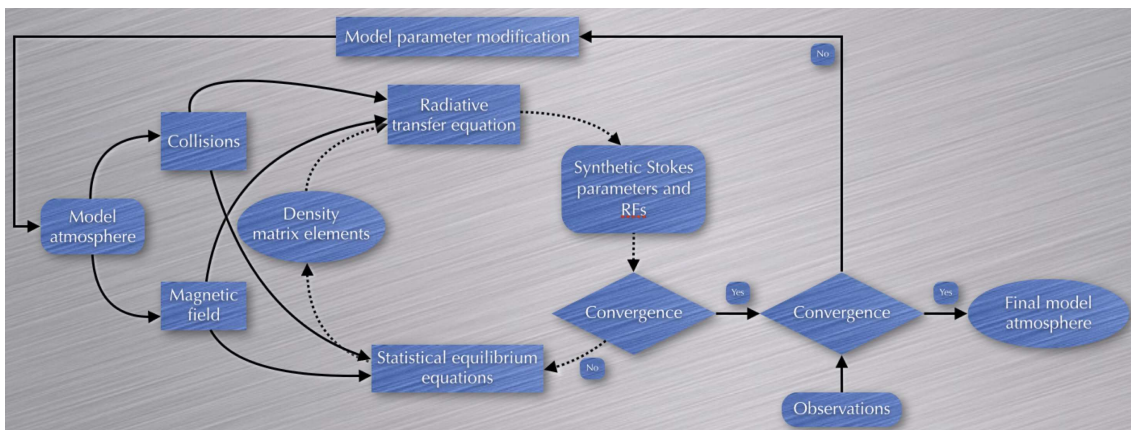 Model parameter modification
No
Radiative
transfer equation
Collisions
Synthetic Stokes
parameters and
RFs
Model
atmosphere
Density
matrix elements
Magnetic
field
Convergence
Yes
Convergence
Yes
Final model
atmosphere
Statistical equilibrium
equations
No
Observations